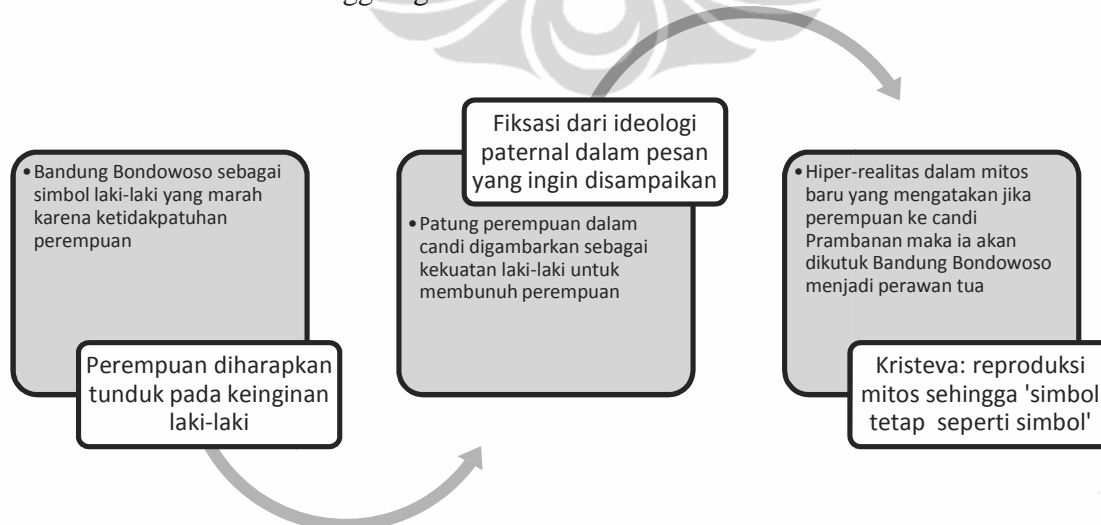 • Bandung Bondowoso sebagai
simbol laki-laki yang marah
karena ketidakpatuhan
perempuan
Perempuan diharapkan
tunduk pada keinginan
laki-laki
Fiksasi dari ideologi
paternal dalam pesan
yang ingin disampaikan
• Patung perempuan dalam
candi digambarkan sebagai
kekuatan laki-laki untuk
membunuh perempuan
• Hiper-realitas dalam mitos
baru yang mengatakan jika
perempuan ke candi
Prambanan maka ia akan
dikutuk Bandung Bondowoso
menjadi perawan tua
Kristeva: reproduksi
mitos sehingga 'simbol
tetap seperti simbol'